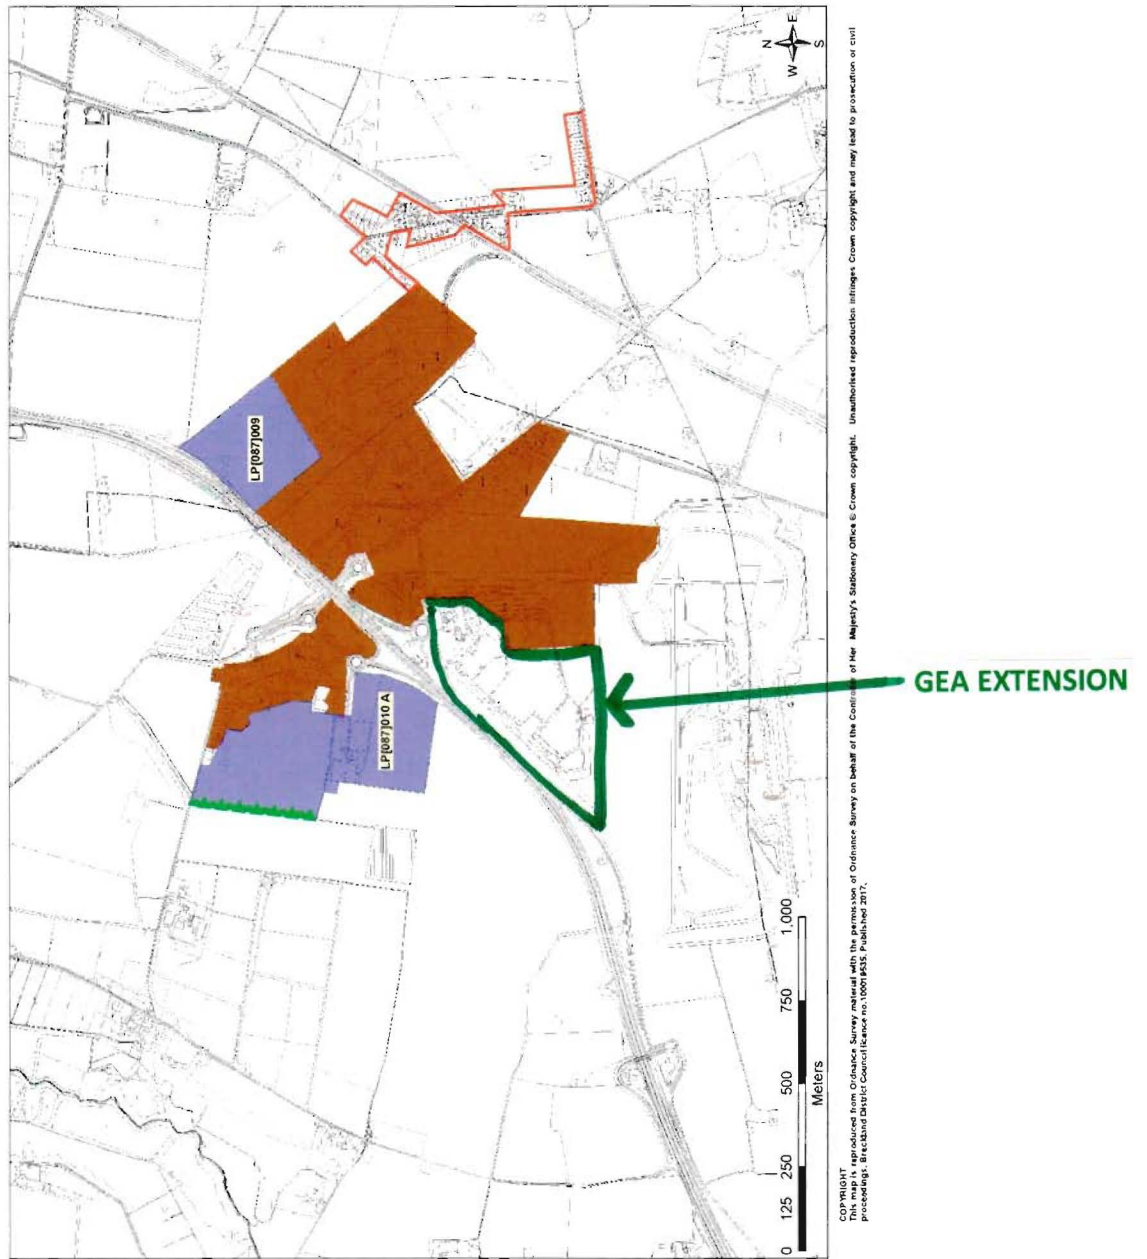 N
W E
S
LP[087]009
LP[087]010 A
GEA EXTENSION
0 125 250 500 750 1,000
Meters
COPYRIGHT
This map is reproduced from Ordnance Survey material with the permission of Ordnance Survey on behalf of the Controller of Her Majesty's Stationery Office © Crown copyright. Unauthorised reproduction infringes Crown copyright and may lead to prosecution or civil
proceedings. Breckland District Council licence no. 100019535. Published 2017.